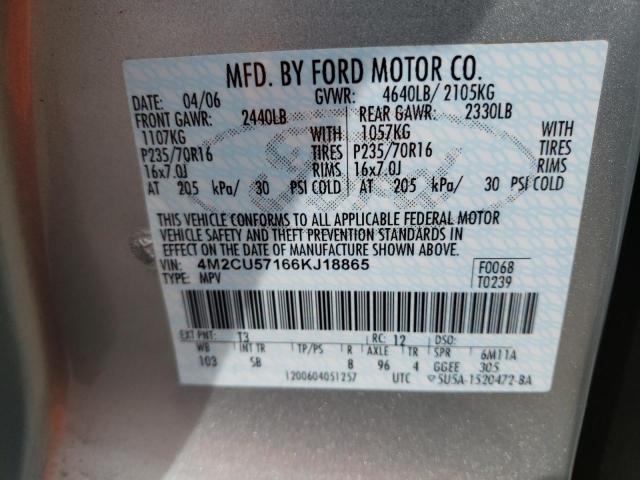 MFD. BY FORD MOTOR CO.
DATE: 04/06 GVWR: 4640LB/ 2105KG
FRONT GAWR: 2440LB REAR GAWR: 2330LB
1107KG WITH 1057KG WITH
P235/70R16 TIRES P235/70R16 TIRES
16x7.0J RIMS 16x7.0J RIMS
AT 205 kPa/ 30 PSI COLD AT 205 kPa/ 30 PSI COLD
THIS VEHICLE CONFORMS TO ALL APPLICABLE FEDERAL MOTOR
VEHICLE SAFETY AND THEFT PREVENTION STANDARDS IN
EFFECT ON THE DATE OF MANUFACTURE SHOWN ABOVE.
VIN: 4M2CU57166KJ18865 F0068
TYPE: MPV T0239
EXT PNT: T3 RC: 12 DSO:
WB INT TR TP/PS R AXLE TR SPR 6M11A
103 SB 8 96 4 GGEE 305
1200604051257 UTC 5U5A-1520472-BA
Ford